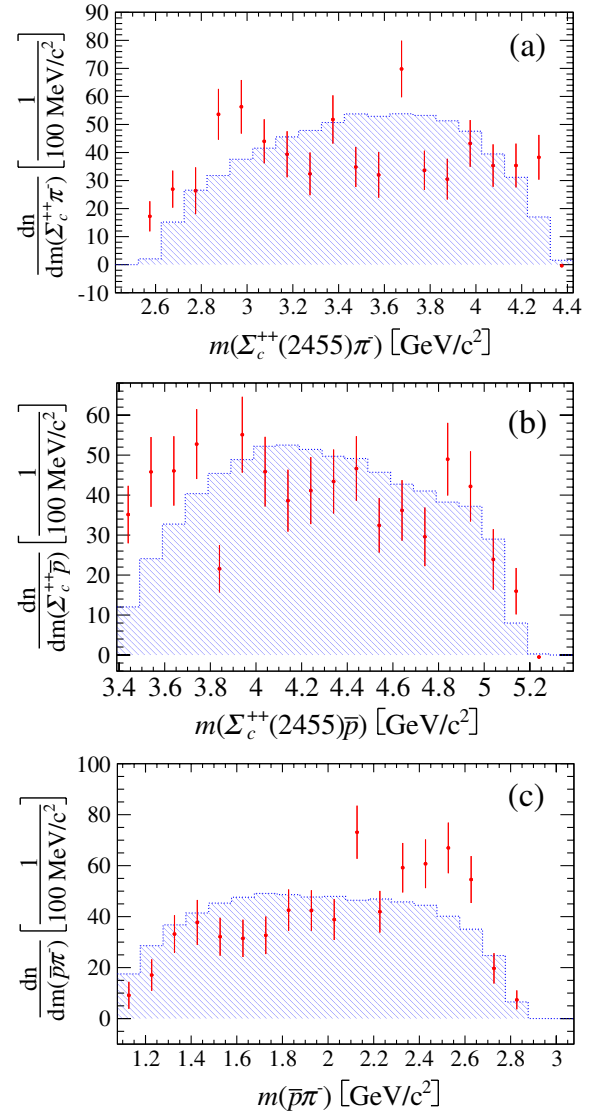 90
80
70
60
50
40
30
20
10
0
-10
(a)
dn
dm(Σc++π-)
[1
100 MeV/c2]
2.6 2.8 3 3.2 3.4 3.6 3.8 4 4.2 4.4
m(Σc++(2455)π-) [GeV/c2]
60
50
40
30
20
10
0
(b)
dn
dm(Σc++p̅)
[1
100 MeV/c2]
3.4 3.6 3.8 4 4.2 4.4 4.6 4.8 5 5.2
m(Σc++(2455)p̅) [GeV/c2]
100
80
60
40
20
0
(c)
dn
dm(p̅π-)
[1
100 MeV/c2]
1.2 1.4 1.6 1.8 2 2.2 2.4 2.6 2.8 3
m(p̅π-) [GeV/c2]